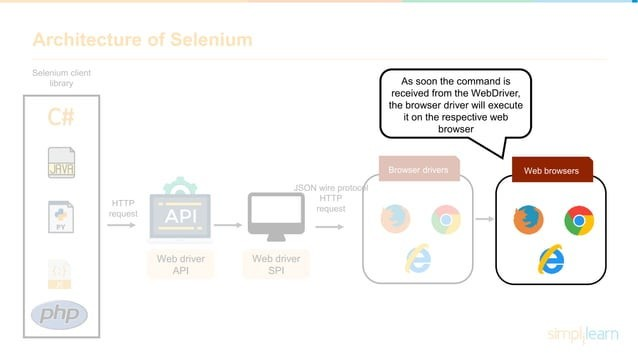 Architecture of Selenium
Selenium client
library
As soon the command is
received from the WebDriver,
the browser driver will execute
it on the respective web
browser
C#
JAVA
PY
{}
JS
php
HTTP
request
API
Web driver
API
Web driver
SPI
JSON wire protocol
HTTP
request
Browser drivers
Web browsers
simplilearn